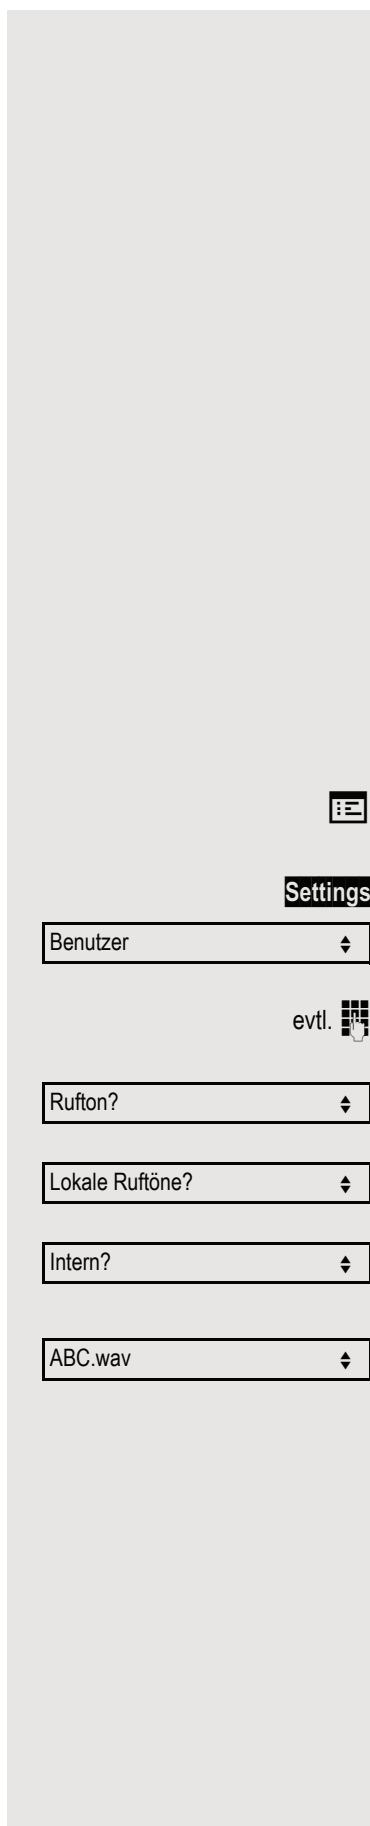 Settings
Benutzer
evtl.
Rufton?
Lokale Ruftöne?
Intern?
ABC.wav